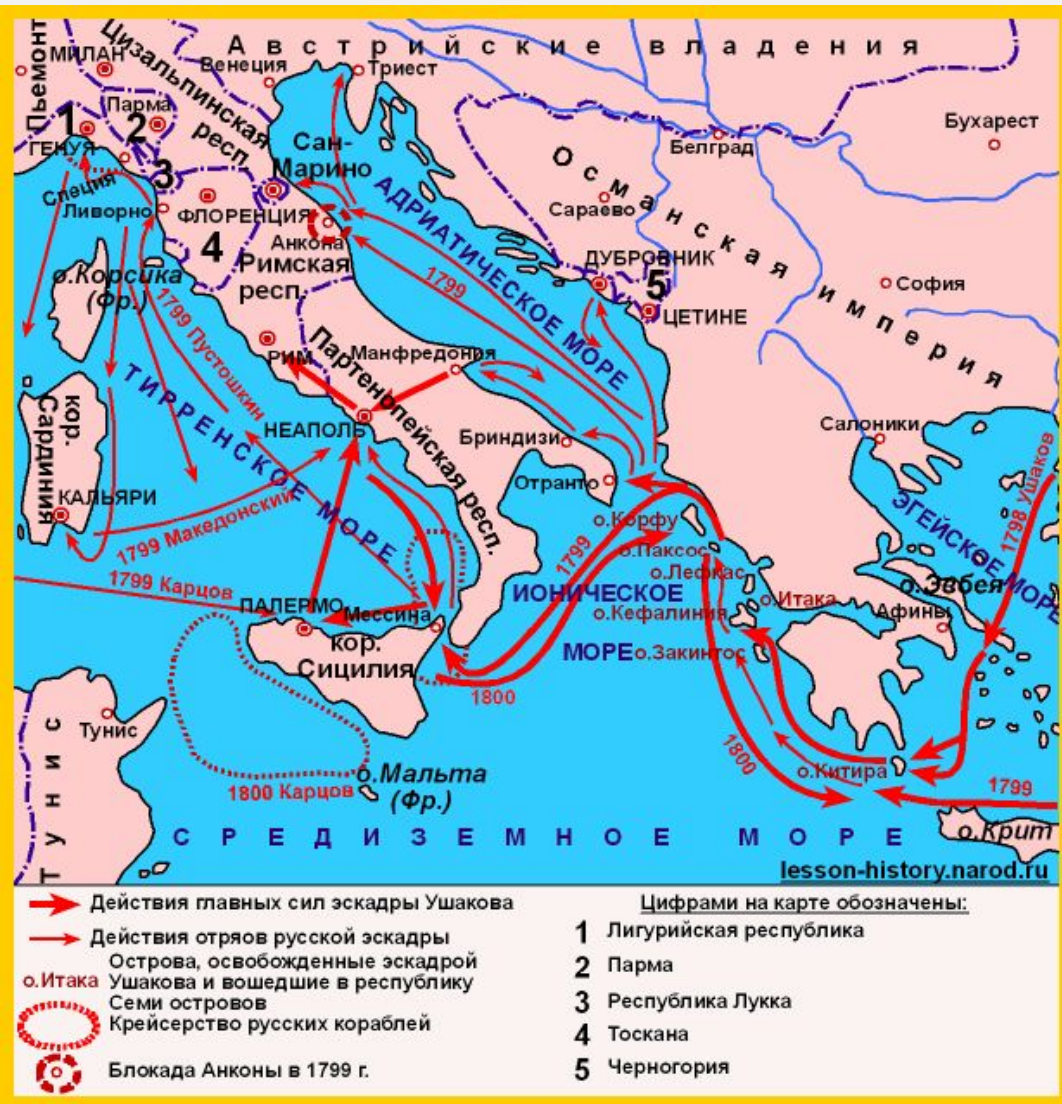 Пьемонт
МИЛАН
Цизальпинская
респ.
Австрийские владения
Венеция
Триест
Парма
1
2
ГЕНУЯ
Специя
3
Ливорно
ФЛОРЕНЦИЯ
4
Сан-
Марино
Анкона
Римская
респ.
АДРИАТИЧЕСКОЕ МОРЕ
1799
Белград
Бухарест
Османская империя
Сараево
ДУБРОВНИК
5
ЦЕТИНЕ
София
о.Корсика
(Фр.)
1799 Пустошкин
РИМ
Партенопейская респ.
Манфредония
НЕАПОЛЬ
Бриндизи
Отранто
Салоники
ТИРРЕНСКОЕ МОРЕ
кор.
Сардиния
КАЛЬЯРИ
1799 Македонский
1799 Карцов
ПАЛЕРМО
Мессина
кор.
Сицилия
1799
о.Корфу
о.Паксос
о.Лефкас
ИОНИЧЕСКОЕ
МОРЕ
о.Кефалиния
о.Итака
о.Закинтос
ЭГЕЙСКОЕ МОРЕ
1798 Ушаков
о.Эвбея
Афины
1800
1800
о.Китира
1799
о.Крит
Тунис
ТУНИС
1800 Карцов
о.Мальта
(Фр.)
СРЕДИЗЕМНОЕ МОРЕ
lesson-history.narod.ru
Действия главных сил эскадры Ушакова
Действия отряов русской эскадры
о.Итака Острова, освобожденные эскадрой
Ушакова и вошедшие в республику
Семи островов
Крейсерство русских кораблей
Блокада Анконы в 1799 г.
Цифрами на карте обозначены:
1 Лигурийская республика
2 Парма
3 Республика Лукка
4 Тоскана
5 Черногория